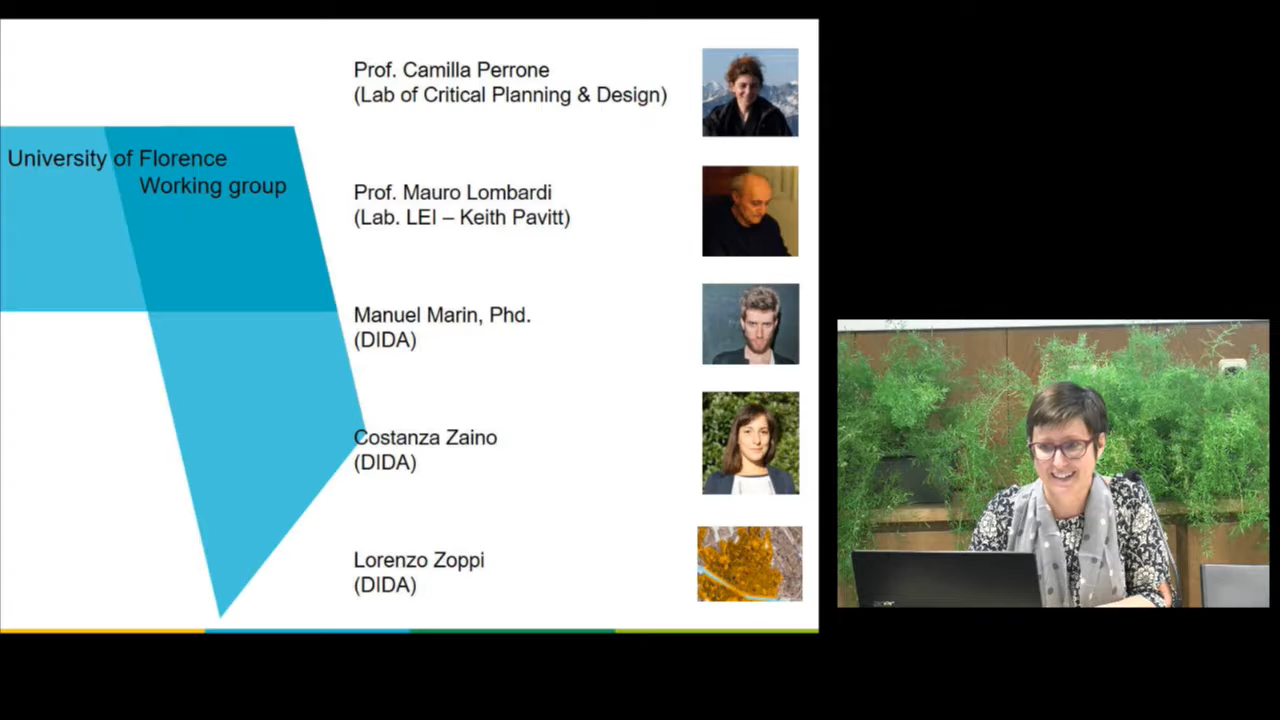 University of Florence
Working group
Prof. Camilla Perrone
(Lab of Critical Planning & Design)
Prof. Mauro Lombardi
(Lab. LEI – Keith Pavitt)
Manuel Marin, Phd.
(DIDA)
Costanza Zaino
(DIDA)
Lorenzo Zoppi
(DIDA)